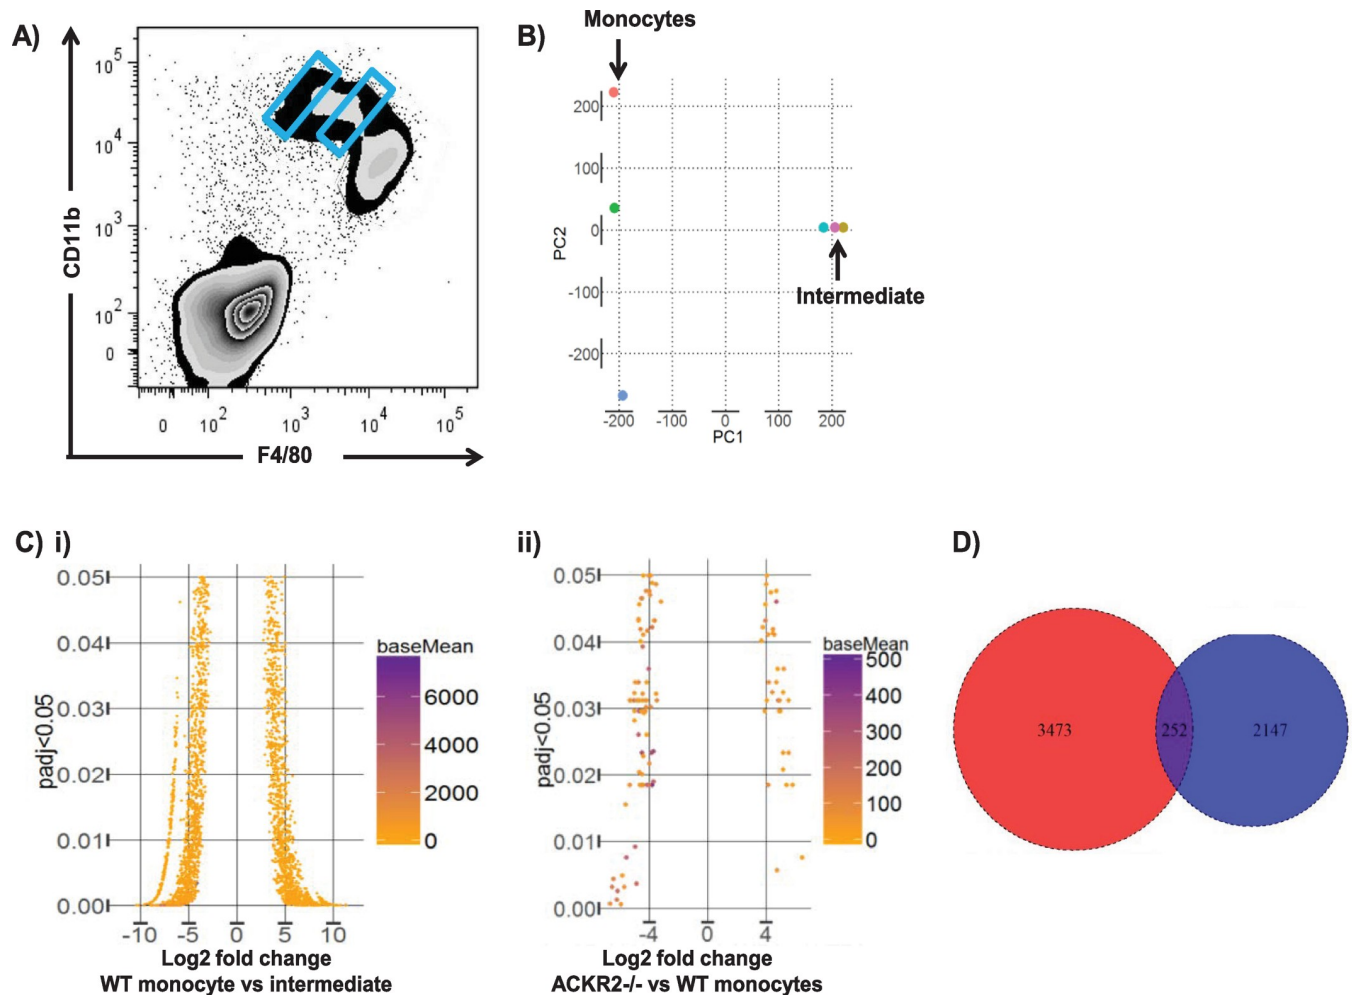 A)
CD11b
10^5
10^4
10^3
10^2
0
0 10^2 10^3 10^4 10^5
F4/80
B)
Monocytes
PC2
200
100
0
-100
-200
Intermediate
-200 -100 0 100 200
PC1
C) i)
padj<0.05
0.05
0.04
0.03
0.02
0.01
0.00
-10 -5 0 5 10
Log2 fold change
WT monocyte vs intermediate
baseMean
6000
4000
2000
0
ii)
padj<0.05
0.05
0.04
0.03
0.02
0.01
0.00
-4 0 4
Log2 fold change
ACKR2-/- vs WT monocytes
baseMean
500
400
300
200
100
0
D)
3473 252 2147